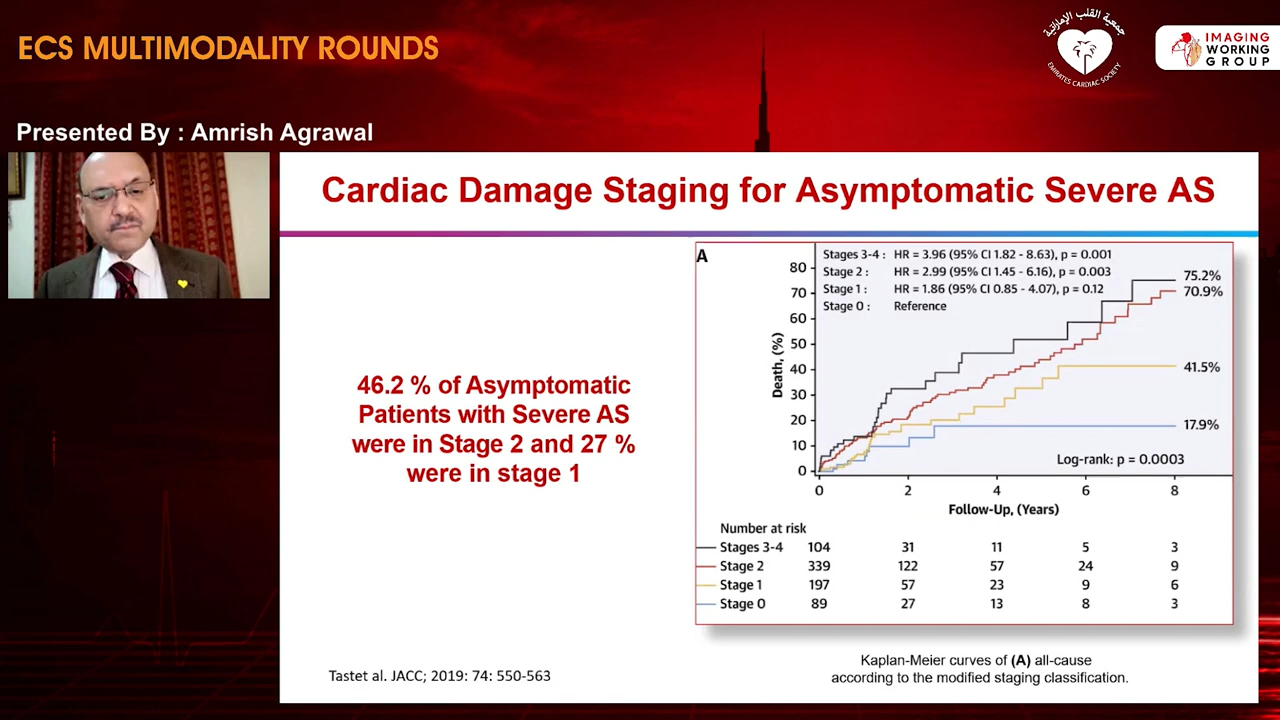 ECS MULTIMODALITY ROUNDS
جمعية القلب الإماراتية
EMIRATES CARDIAC SOCIETY
IMAGING
WORKING
GROUP
Presented By : Amrish Agrawal
Cardiac Damage Staging for Asymptomatic Severe AS
46.2 % of Asymptomatic
Patients with Severe AS
were in Stage 2 and 27 %
were in stage 1
A
Stages 3-4 : HR = 3.96 (95% CI 1.82 - 8.63), p = 0.001
Stage 2 : HR = 2.99 (95% CI 1.45 - 6.16), p = 0.003
Stage 1 : HR = 1.86 (95% CI 0.85 - 4.07), p = 0.12
Stage 0 : Reference
Death, (%)
80
70
60
50
40
30
20
10
0
75.2%
70.9%
41.5%
17.9%
Log-rank: p = 0.0003
0 2 4 6 8
Follow-Up, (Years)
Number at risk
Stages 3-4 104 31 11 5 3
Stage 2 339 122 57 24 9
Stage 1 197 57 23 9 6
Stage 0 89 27 13 8 3
Kaplan-Meier curves of (A) all-cause
according to the modified staging classification.
Tastet al. JACC; 2019: 74: 550-563